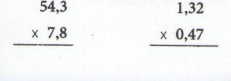 54,3 1,32
x 7,8 x 0,47